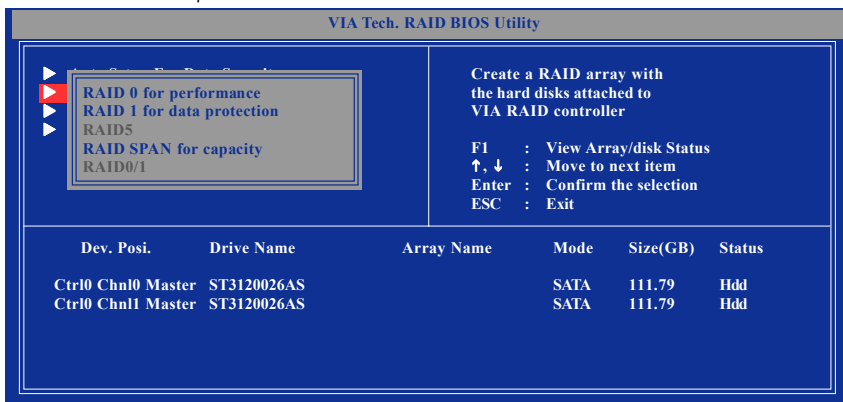 VIA Tech. RAID BIOS Utility
RAID 0 for performance
RAID 1 for data protection
RAID5
RAID SPAN for capacity
RAID0/1
Create a RAID array with
the hard disks attached to
VIA RAID controller
F1 : View Array/disk Status
↑, ↓ : Move to next item
Enter : Confirm the selection
ESC : Exit
Dev. Posi. Drive Name Array Name Mode Size(GB) Status
Ctrl0 Chnl0 Master ST3120026AS SATA 111.79 Hdd
Ctrl0 Chnl1 Master ST3120026AS SATA 111.79 Hdd